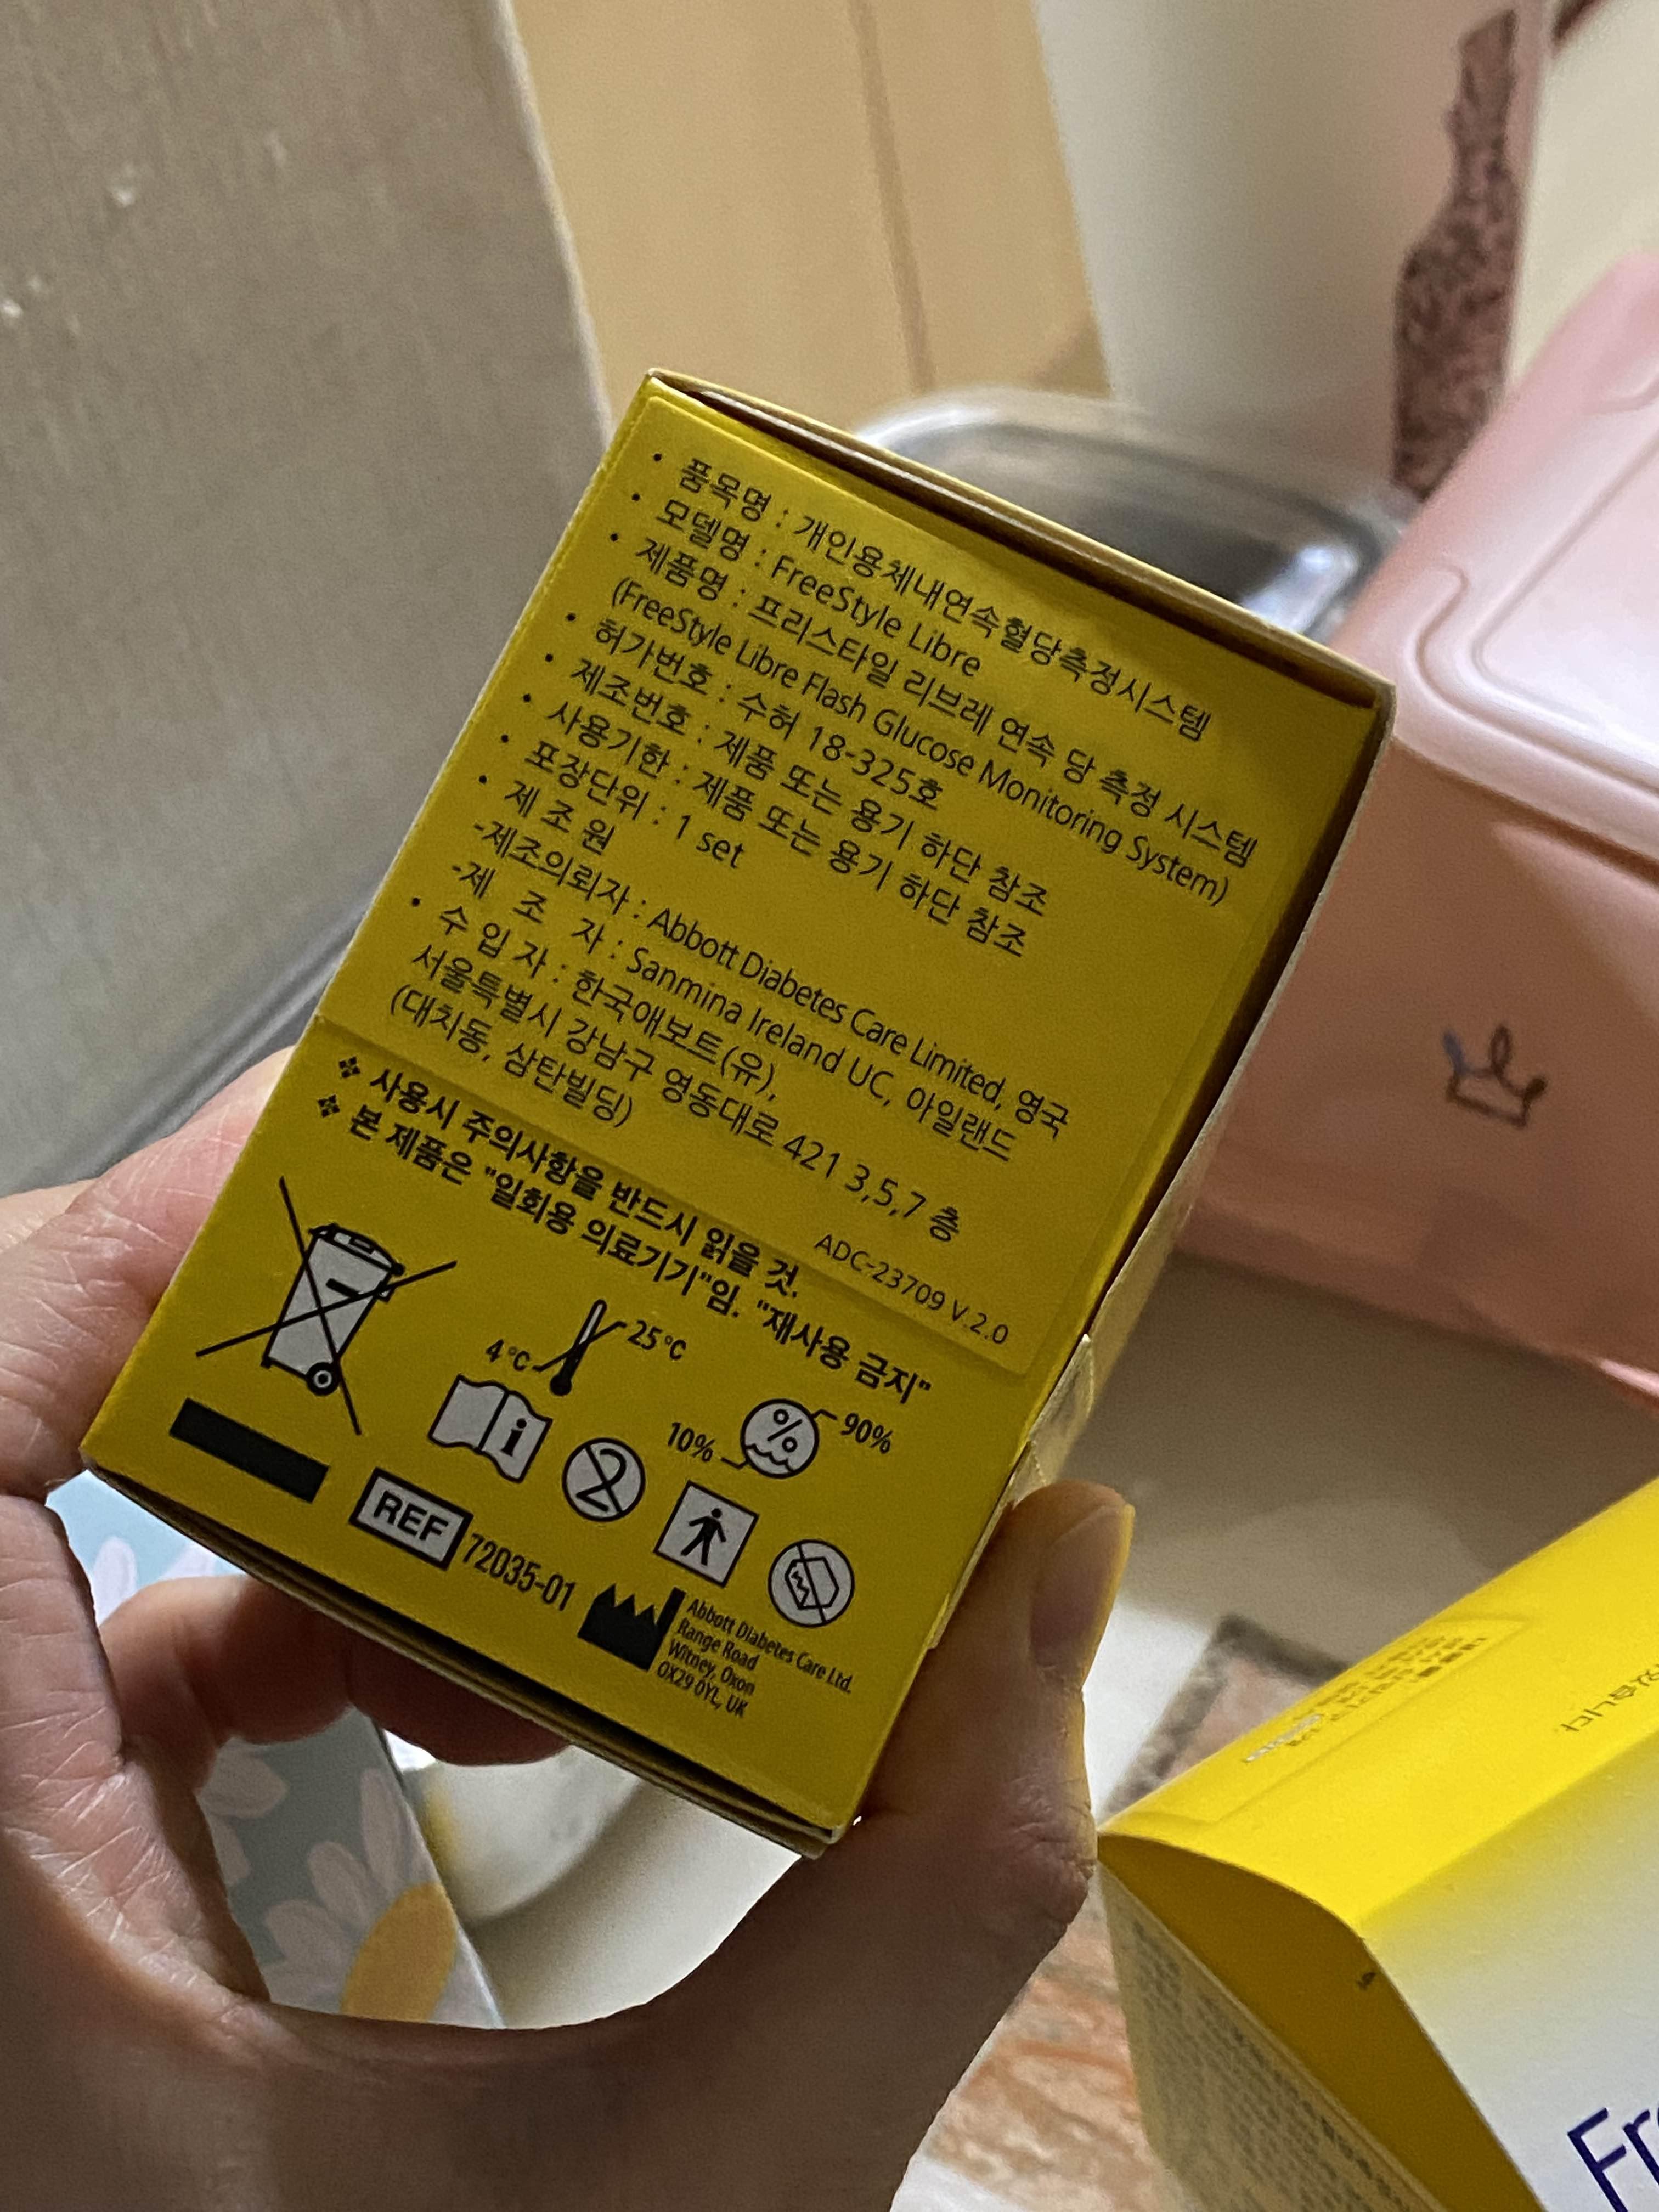 • 품목명 : 개인용체내연속혈당측정시스템
• 모델명 : FreeStyle Libre
• 제품명 : 프리스타일 리브레 연속 당 측정 시스템
(FreeStyle Libre Flash Glucose Monitoring System)
• 허가번호 : 수허 18-325호
• 제조번호 : 제품 또는 용기 하단 참조
• 사용기한 : 제품 또는 용기 하단 참조
• 포장단위 : 1 set
• 제 조 원
-제조의뢰자 : Abbott Diabetes Care Limited, 영국
-제 조 자 : Sanmina Ireland UC, 아일랜드
• 수 입 자 : 한국애보트(유),
서울특별시 강남구 영동대로 421 3,5,7 층
(대치동, 삼탄빌딩)
ADC-23709 V.2.0
❖ 사용시 주의사항을 반드시 읽을 것.
❖ 본 제품은 "일회용 의료기기"임. "재사용 금지"
4°C 25°C
10% 90%
i
2
REF 72035-01
Abbott Diabetes Care Ltd.
Range Road
Witney, Oxon
OX29 0YL, UK
습니다.
Fre